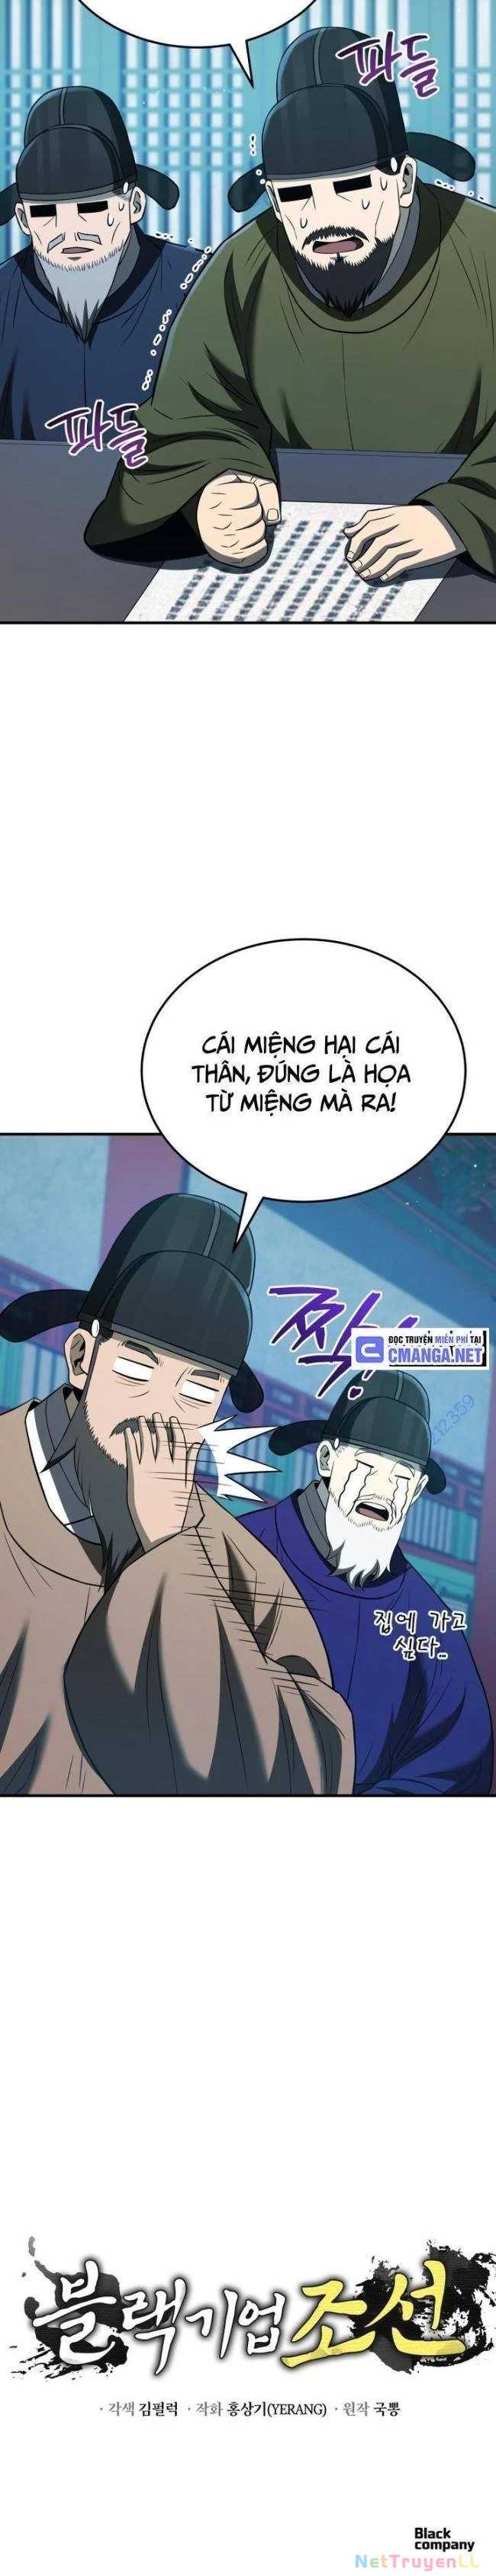 파들
파들
CÁI MIỆNG HẠI CÁI
THÂN, ĐÚNG LÀ HỌA
TỪ MIỆNG MÀ RA!
짝!
ĐỌC TRUYỆN MIỄN PHÍ TẠI
CMANGA.NET
212359
집에 가고
싶다..
블랙기업조선
· 각색 김펄럭 · 작화 홍상기(YERANG) · 원작 국뽕
Black
company
NetTruyenLL